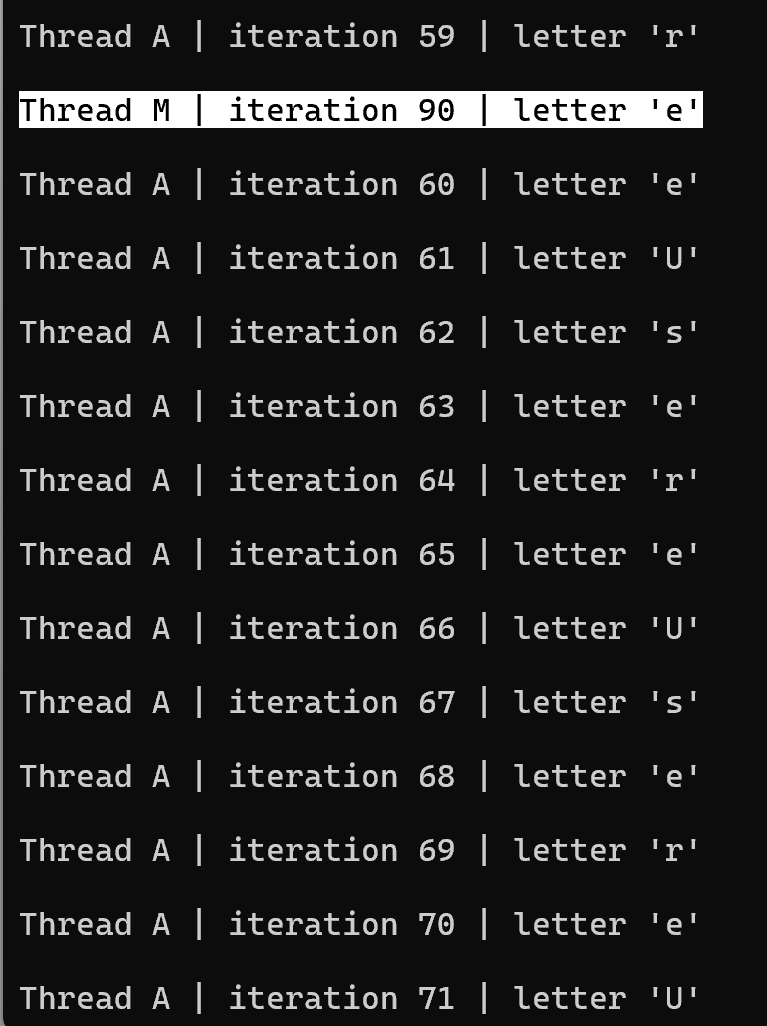 Thread A | iteration 59 | letter 'r'
Thread M | iteration 90 | letter 'e'
Thread A | iteration 60 | letter 'e'
Thread A | iteration 61 | letter 'U'
Thread A | iteration 62 | letter 's'
Thread A | iteration 63 | letter 'e'
Thread A | iteration 64 | letter 'r'
Thread A | iteration 65 | letter 'e'
Thread A | iteration 66 | letter 'U'
Thread A | iteration 67 | letter 's'
Thread A | iteration 68 | letter 'e'
Thread A | iteration 69 | letter 'r'
Thread A | iteration 70 | letter 'e'
Thread A | iteration 71 | letter 'U'